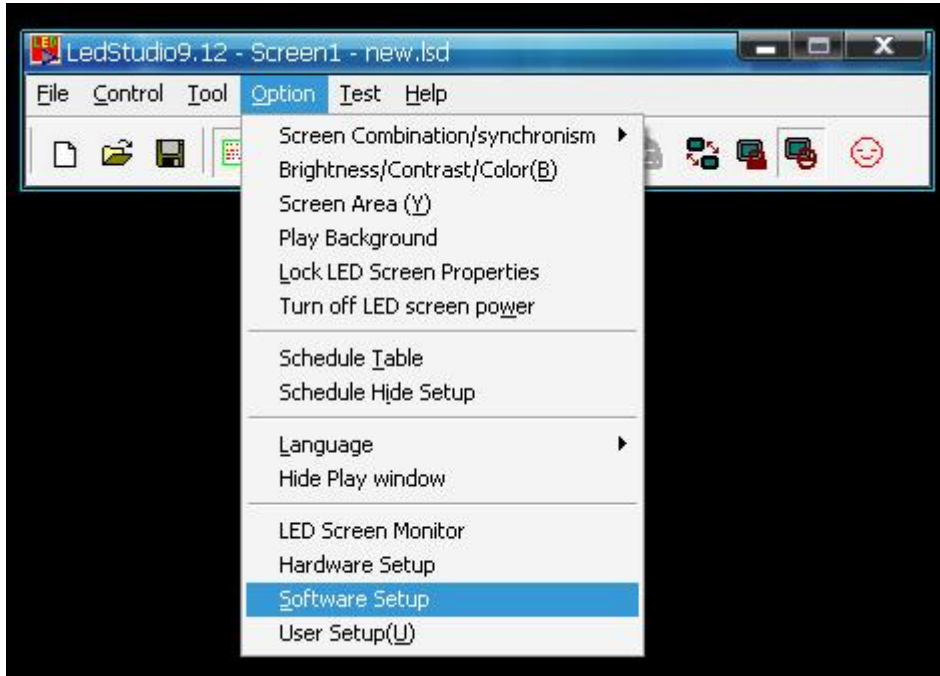 LedStudio9.12 - Screen1 - new.lsd
File Control Tool Option Test Help
Screen Combination/synchronism
Brightness/Contrast/Color(B)
Screen Area (Y)
Play Background
Lock LED Screen Properties
Turn off LED screen power
Schedule Table
Schedule Hide Setup
Language
Hide Play window
LED Screen Monitor
Hardware Setup
Software Setup
User Setup(U)